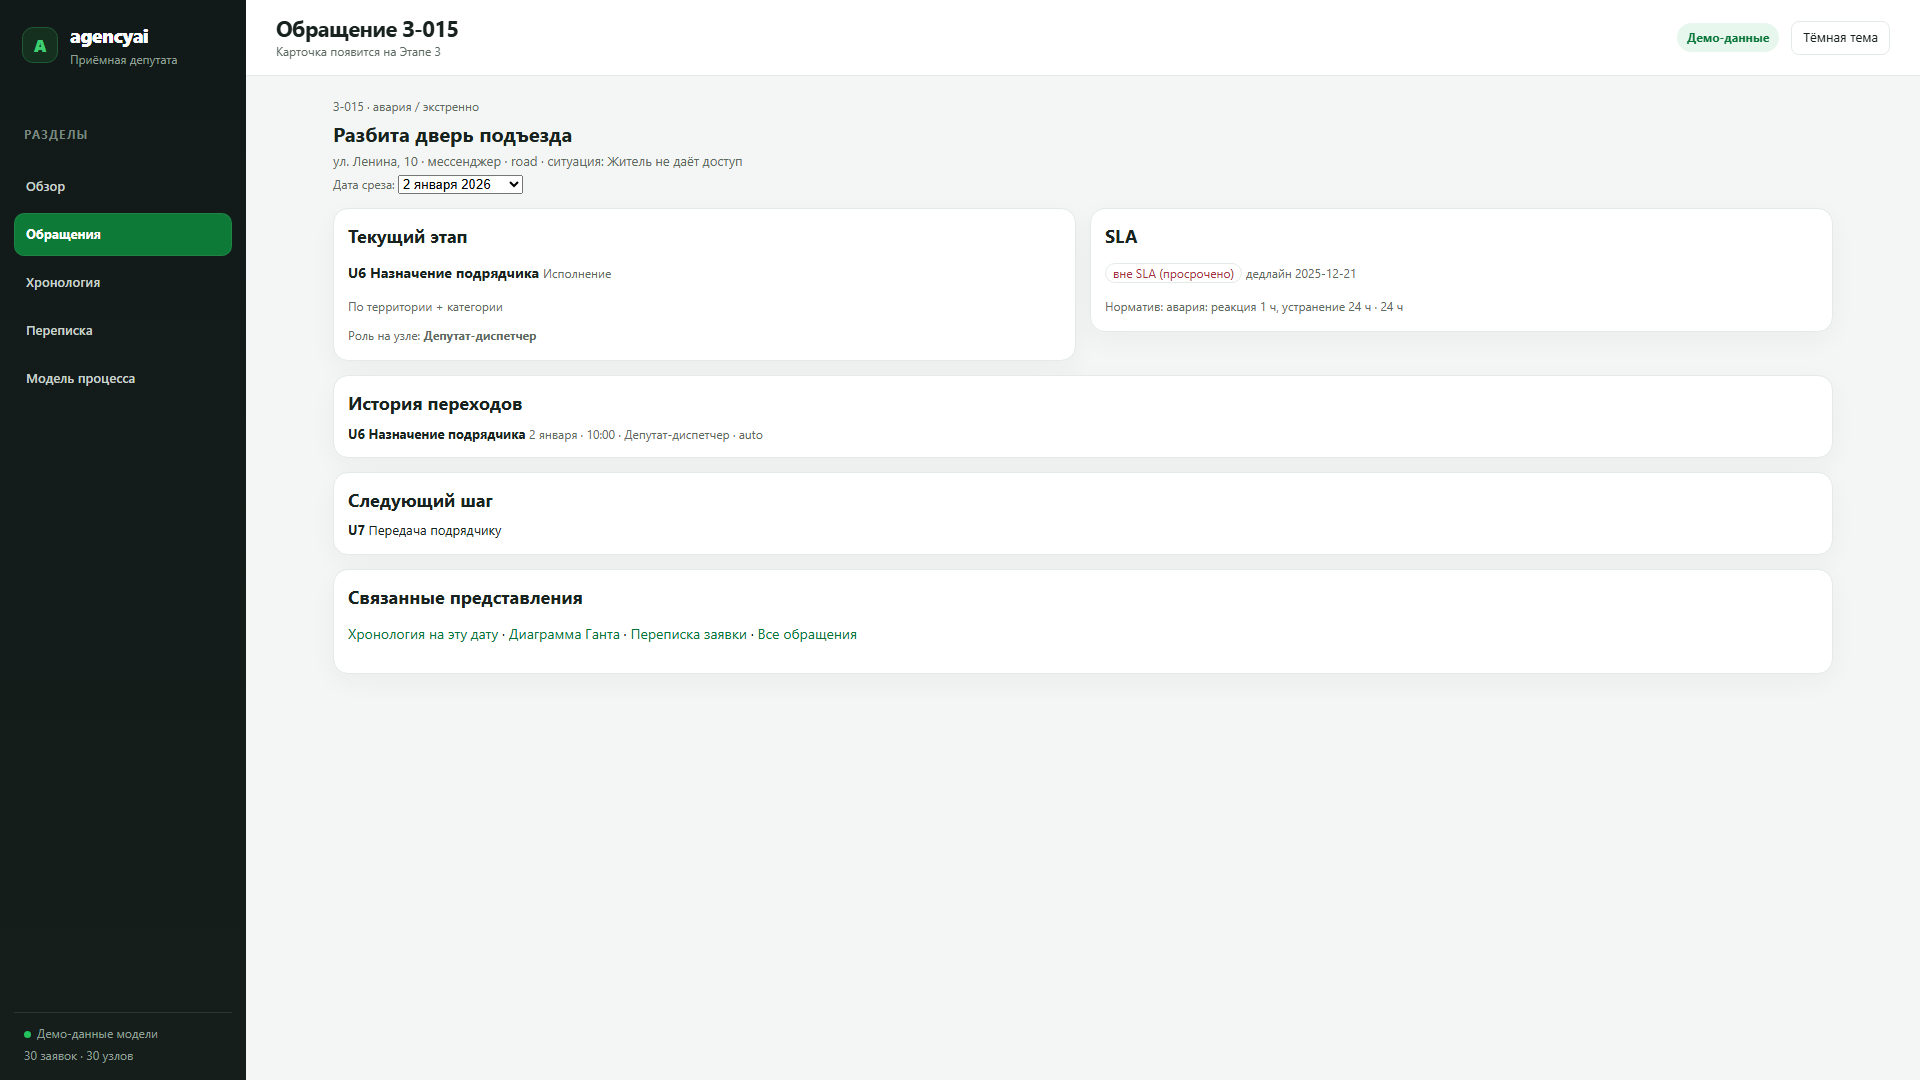 A
agencyai
Приёмная депутата
РАЗДЕЛЫ
Обзор
Обращения
Хронология
Переписка
Модель процесса
Демо-данные модели
30 заявок · 30 узлов
Обращение З-015
Карточка появится на Этапе 3
Демо-данные
Тёмная тема
З-015 · авария / экстренно
Разбита дверь подъезда
ул. Ленина, 10 · мессенджер · road · ситуация: Житель не даёт доступ
Дата среза: 2 января 2026
Текущий этап
U6 Назначение подрядчика Исполнение
По территории + категории
Роль на узле: Депутат-диспетчер
SLA
вне SLA (просрочено) дедлайн 2025-12-21
Норматив: авария: реакция 1 ч, устранение 24 ч · 24 ч
История переходов
U6 Назначение подрядчика 2 января · 10:00 · Депутат-диспетчер · auto
Следующий шаг
U7 Передача подрядчику
Связанные представления
Хронология на эту дату · Диаграмма Ганта · Переписка заявки · Все обращения